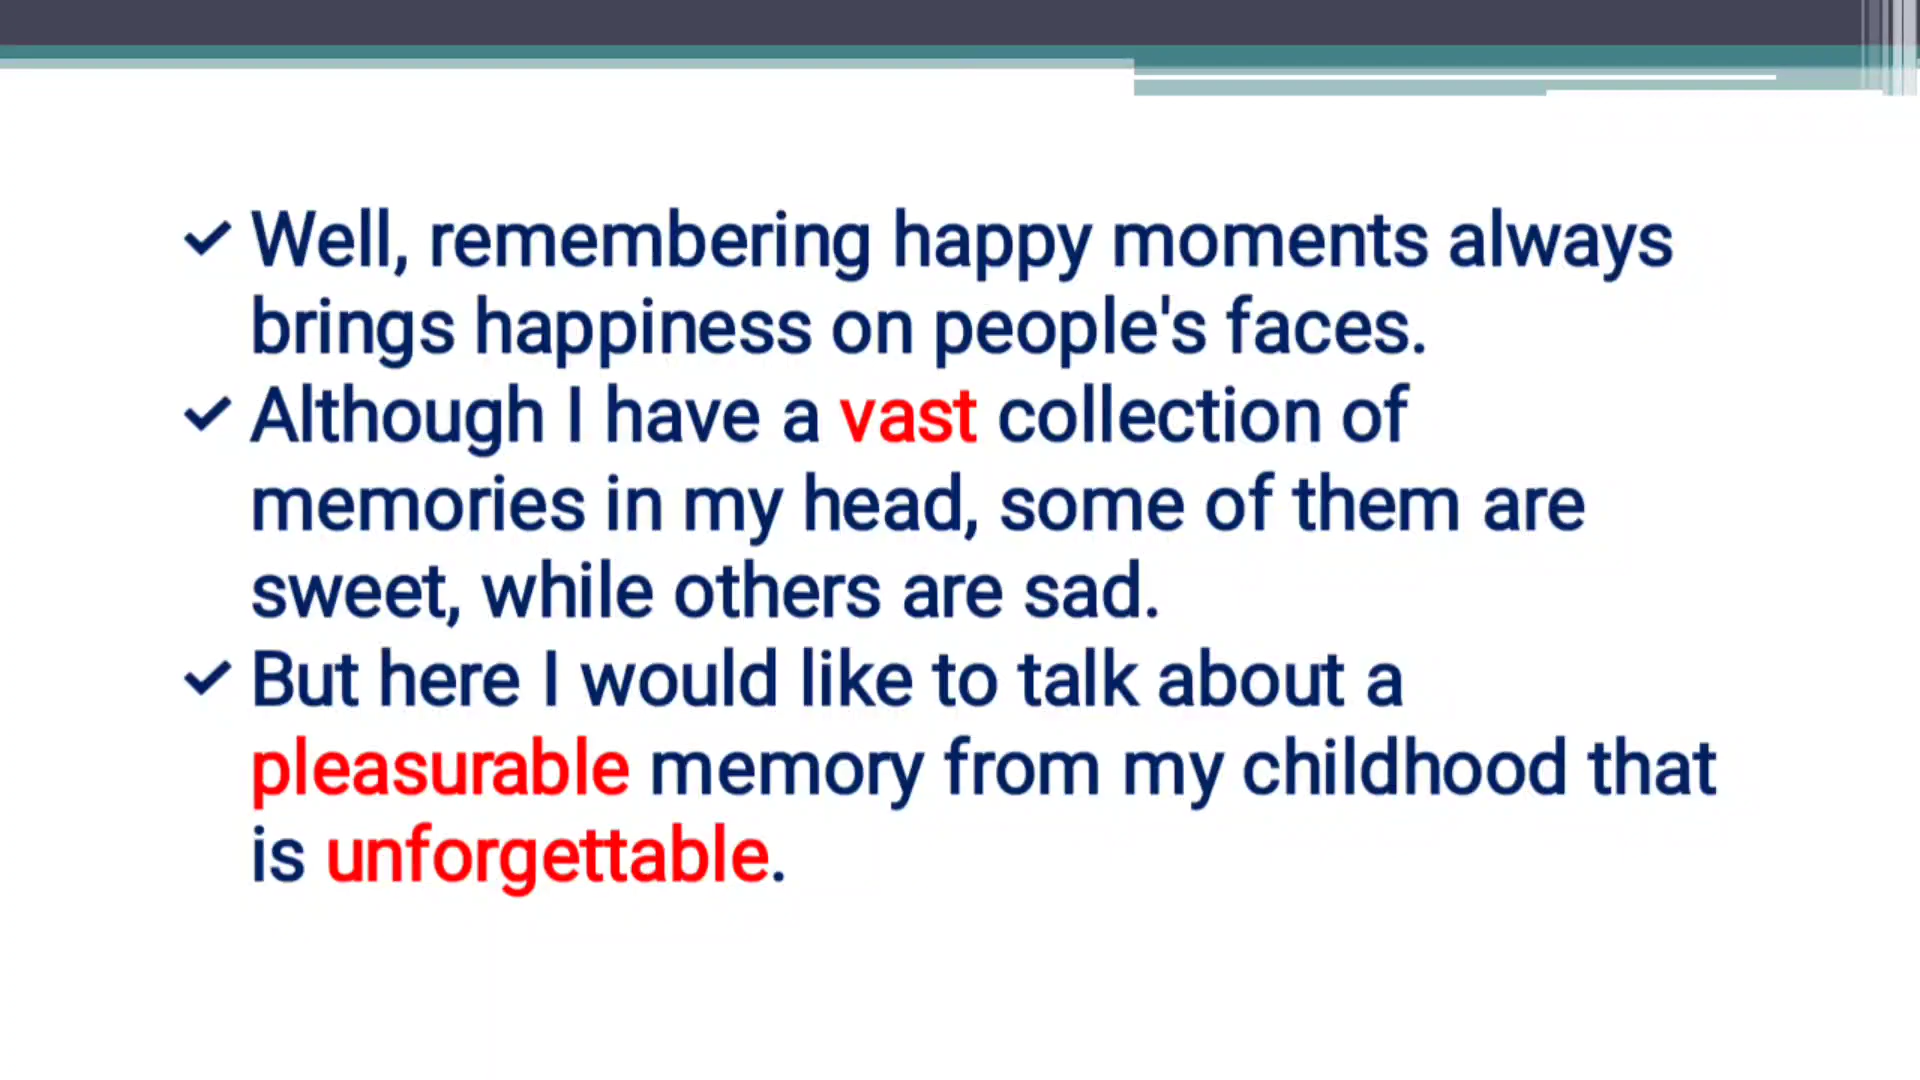 Well, remembering happy moments always
brings happiness on people's faces.
Although I have a vast collection of
memories in my head, some of them are
sweet, while others are sad.
But here I would like to talk about a
pleasurable memory from my childhood that
is unforgettable.